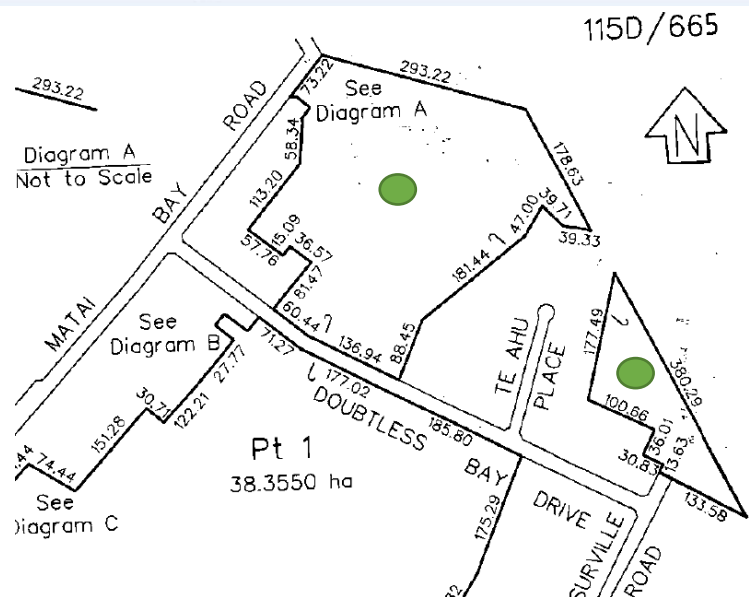 115D/665
293.22
Diagram A
Not to Scale
MATAI BAY ROAD
73.22
See
Diagram A
293.22
58.34
113.20
57.76
15.09
36.57
81.47
60.44
136.94
88.45
181.44
47.00
39.71
39.33
178.63
N
See
Diagram B
71.27
27.77
122.21
30.71
151.28
74.44
.44
See
Diagram C
177.02
DOUBTLESS BAY DRIVE
185.80
Pt 1
38.3550 ha
175.29
TE AHU
PLACE
177.49
380.29
100.66
36.01
30.83
13.63
133.58
SURVILLE
ROAD